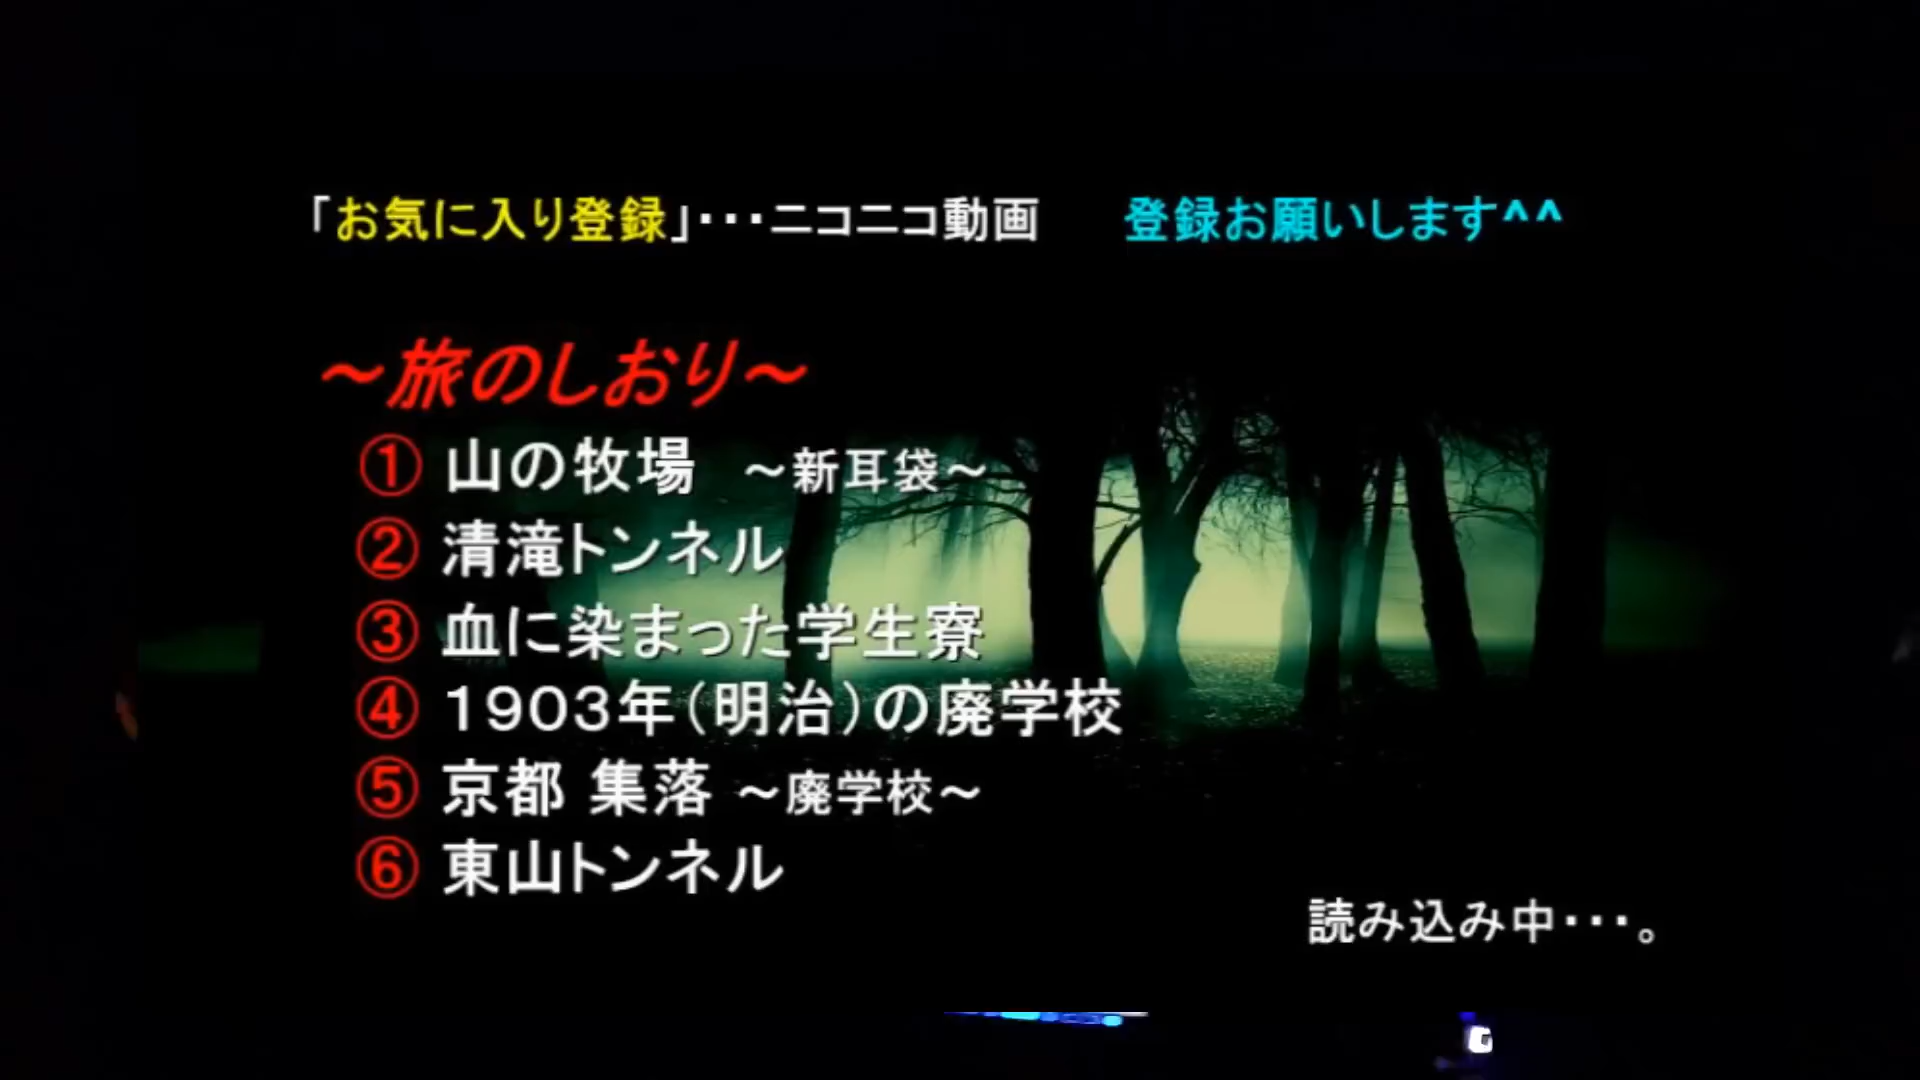 「お気に入り登録」・・・ニコニコ動画　登録お願いします^^
～旅のしおり～
① 山の牧場　～新耳袋～
② 清滝トンネル
③ 血に染まった学生寮
④ 1903年(明治)の廃学校
⑤ 京都 集落 ～廃学校～
⑥ 東山トンネル
読み込み中・・・。